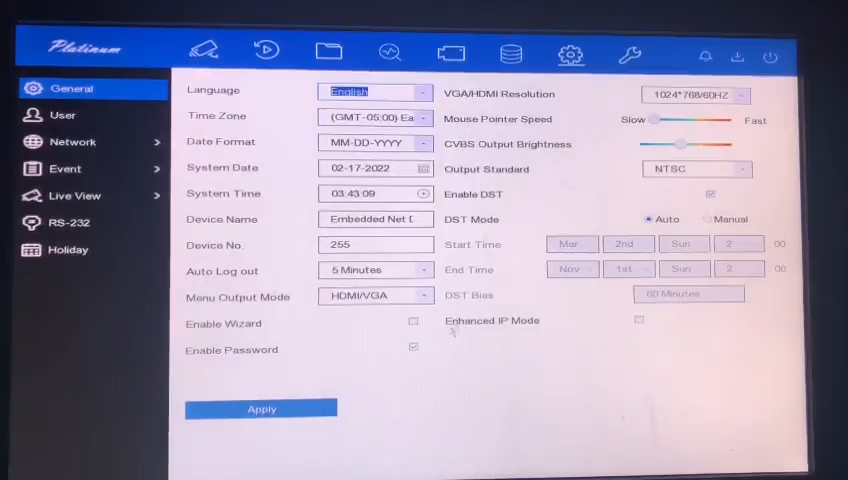 Platinum
General
User
Network
Event
Live View
RS-232
Holiday
Language English
Time Zone (GMT-05:00) Ea
Date Format MM-DD-YYYY
System Date 02-17-2022
System Time 03:43:09
Device Name Embedded Net D
Device No. 255
Auto Log out 5 Minutes
Menu Output Mode HDMI/VGA
Enable Wizard
Enable Password
Apply
VGA/HDMI Resolution 1024*768/60HZ
Mouse Pointer Speed Slow Fast
CVBS Output Brightness
Output Standard NTSC
Enable DST
DST Mode Auto Manual
Start Time Mar 2nd Sun 2 :00
End Time Nov 1st Sun 2 :00
DST Bias 60 Minutes
Enhanced IP Mode